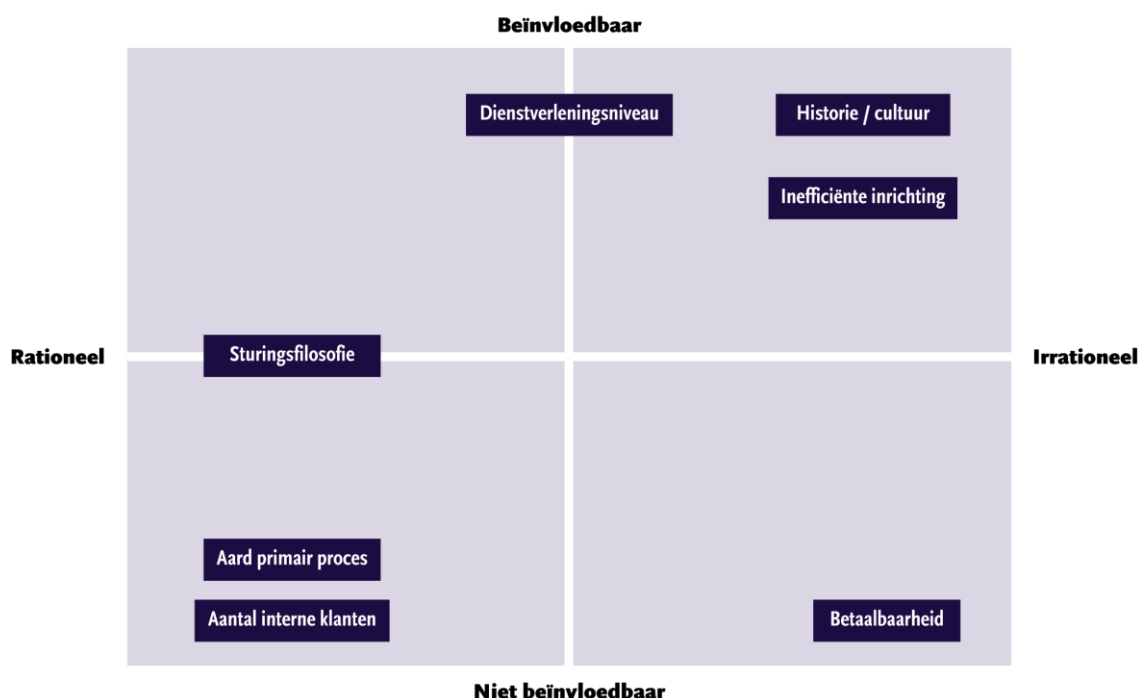 Beïnvloedbaar
Dienstverleningsniveau
Historie / cultuur
Inefficiënte inrichting
Rationeel
Sturingsfilosofie
Irrationeel
Aard primair proces
Aantal interne klanten
Betaalbaarheid
Niet beïnvloedbaar